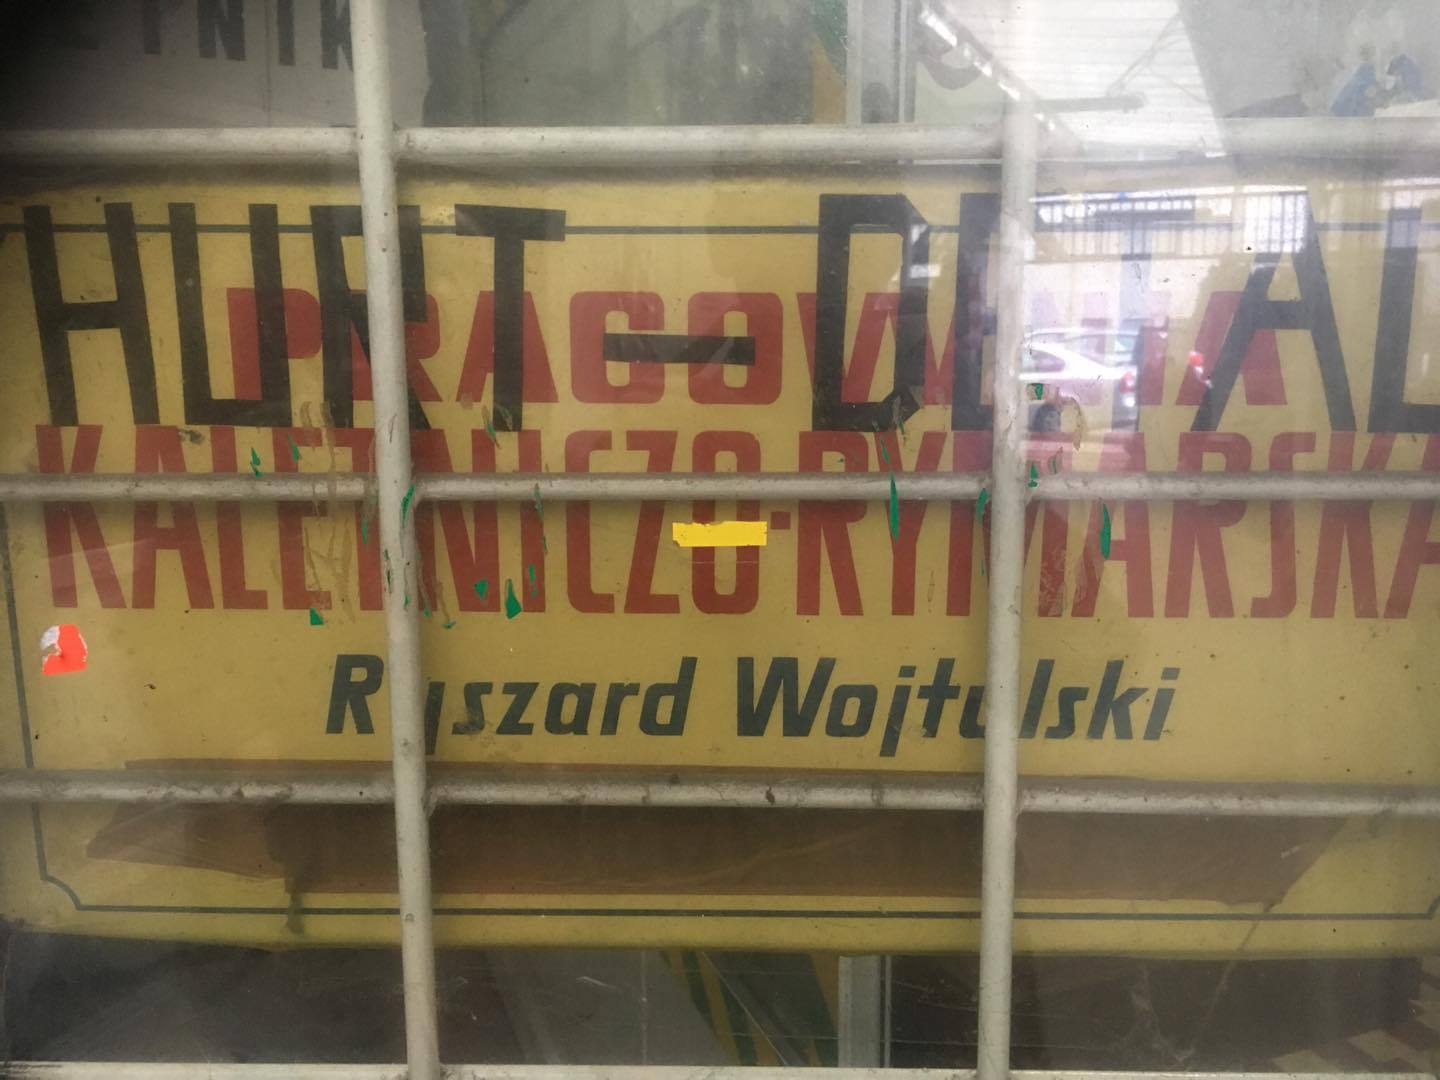 HURT - DETAL
PRACOWNIA
KALETNICZO-RYMARSKA
Ryszard Wojtulski